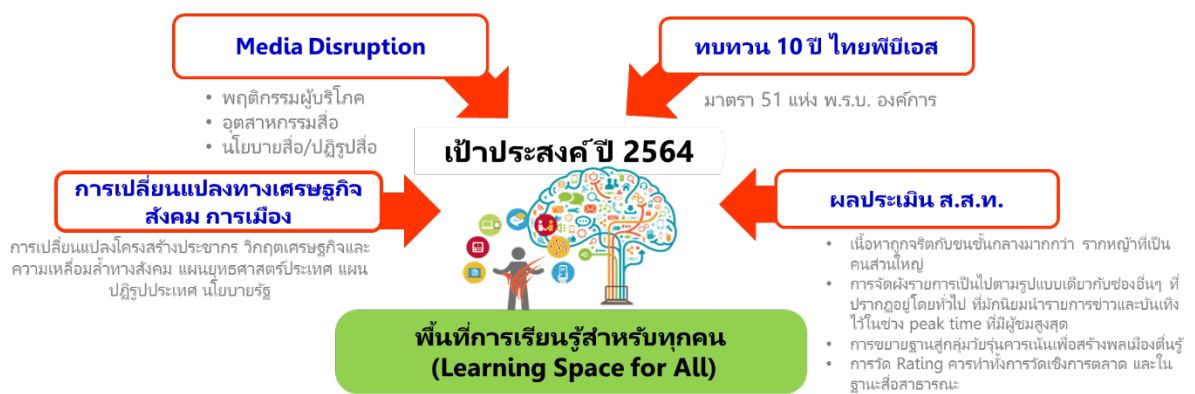 Media Disruption
• พฤติกรรมผู้บริโภค
• อุตสาหกรรมสื่อ
• นโยบายสื่อ/ปฏิรูปสื่อ
ทบทวน 10 ปี ไทยพีบีเอส
มาตรา 51 แห่ง พ.ร.บ. องค์การ
เป้าประสงค์ ปี 2564
การเปลี่ยนแปลงทางเศรษฐกิจ
สังคม การเมือง
การเปลี่ยนแปลงโครงสร้างประชากร วิกฤตเศรษฐกิจและ
ความเหลื่อมล้ำทางสังคม แผนยุทธศาสตร์ประเทศ แผน
ปฏิรูปประเทศ นโยบายรัฐ
ผลประเมิน ส.ส.ท.
• เนื้อหาถูกจริตกับชนชั้นกลางมากกว่า รากหญ้าที่เป็น
คนส่วนใหญ่
• การจัดผังรายการเป็นไปตามรูปแบบเดียวกับช่องอื่นๆ ที่
ปรากฏอยู่โดยทั่วไป ที่มักนิยมนำรายการข่าวและบันเทิง
ไว้ในช่วง peak time ที่มีผู้ชมสูงสุด
• การขยายฐานสู่กลุ่มวัยรุ่นควรเน้นเพื่อสร้างพลเมืองตื่นรู้
• การวัด Rating ควรทำทั้งการวัดเชิงการตลาด และใน
ฐานะสื่อสาธารณะ
พื้นที่การเรียนรู้สำหรับทุกคน
(Learning Space for All)